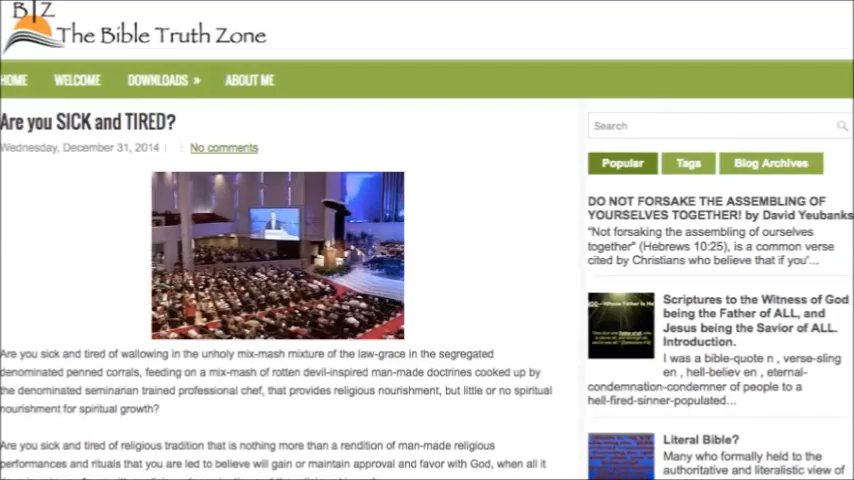 BTZ
The Bible Truth Zone
HOME WELCOME DOWNLOADS » ABOUT ME
Are you SICK and TIRED?
Wednesday, December 31, 2014 No comments
Are you sick and tired of wallowing in the unholy mix-mash mixture of the law-grace in the segregated
denominated penned corrals, feeding on a mix-mash of rotten devil-inspired man-made doctrines cooked up by
the denominated seminarian trained professional chef, that provides religious nourishment, but little or no spiritual
nourishment for spiritual growth?
Are you sick and tired of religious tradition that is nothing more than a rendition of man-made religious
performances and rituals that you are led to believe will gain or maintain approval and favor with God, when all it
Search
Popular Tags Blog Archives
DO NOT FORSAKE THE ASSEMBLING OF
YOURSELVES TOGETHER! by David Yeubanks
"Not forsaking the assembling of ourselves
together" (Hebrews 10:25), is a common verse
cited by Christians who believe that if you'...
Scriptures to the Witness of God
being the Father of ALL, and
Jesus being the Savior of ALL.
Introduction.
I was a bible-quote n , verse-sling
en , hell-believ en , eternal-
condemnation-condemner of people to a
hell-fired-sinner-populated...
Literal Bible?
Many who formally held to the
authoritative and literalistic view of